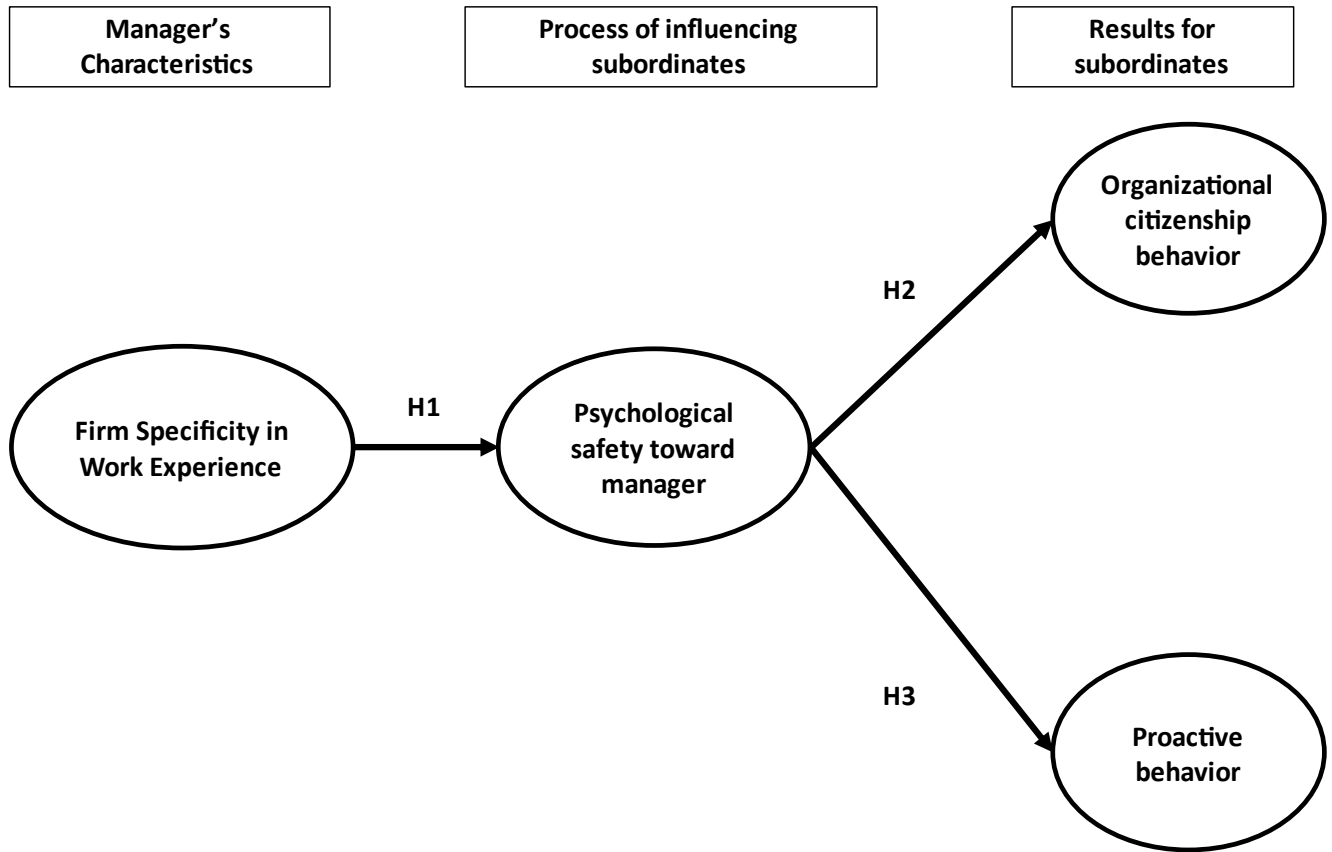 Manager's
Characteristics
Process of influencing
subordinates
Results for
subordinates
Organizational
citizenship
behavior
H2
H1
Firm Specificity in
Work Experience
Psychological
safety toward
manager
H3
Proactive
behavior